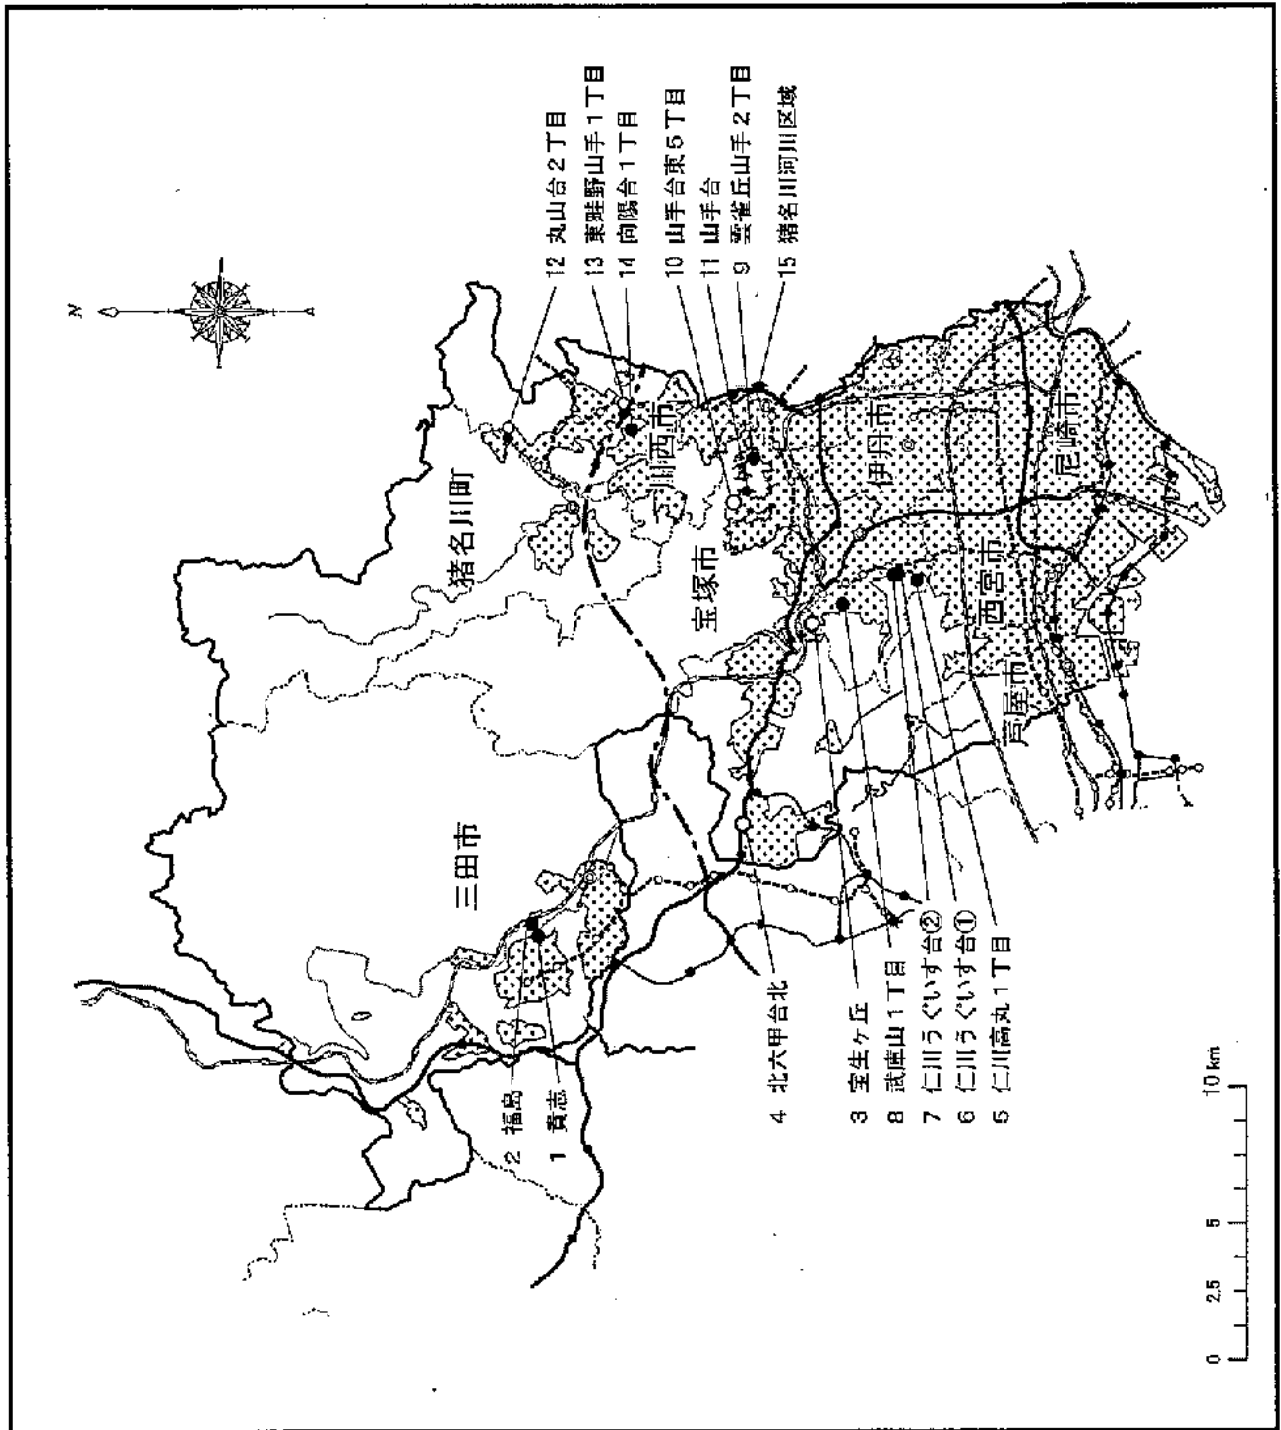 N
12 丸山台2丁目
13 東畦野山手1丁目
14 向陽台1丁目
10 山手台東5丁目
11 山手台
9 雲雀丘山手2丁目
15 猪名川河川区域
猪名川町
川西市
三田市
宝塚市
伊丹市
尼崎市
西宮市
芦屋市
2 福島
1 貴志
4 北六甲台北
3 宝生ケ丘
8 武庫山1丁目
7 仁川うぐいす台②
6 仁川うぐいす台①
5 仁川高丸1丁目
0 2.5 5 10 km